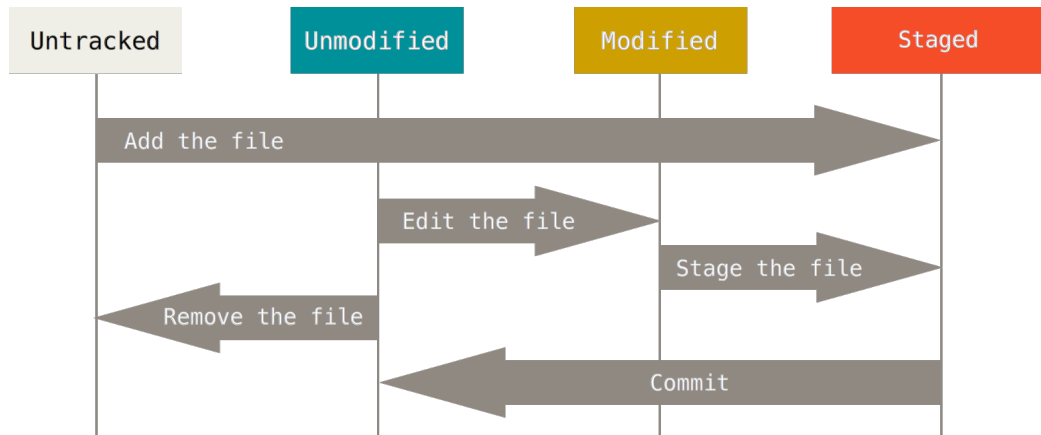 Untracked
Unmodified
Modified
Staged
Add the file
Edit the file
Stage the file
Remove the file
Commit